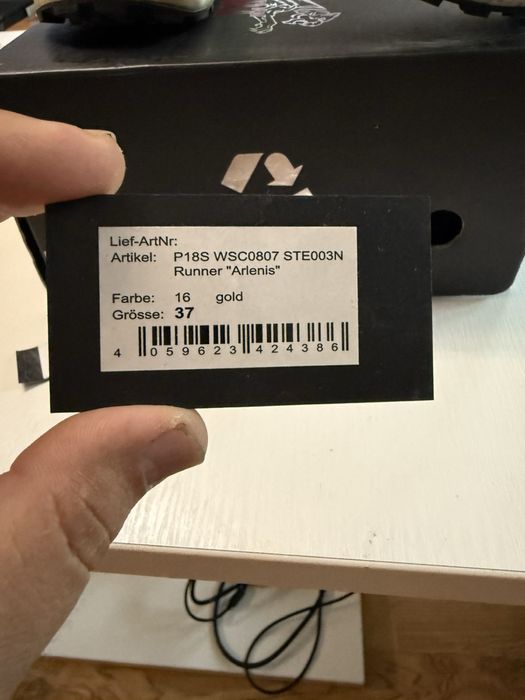 Lief-ArtNr:
Artikel: P18S WSC0807 STE003N
Runner "Arlenis"
Farbe: 16 gold
Grösse: 37
4 059623 424386